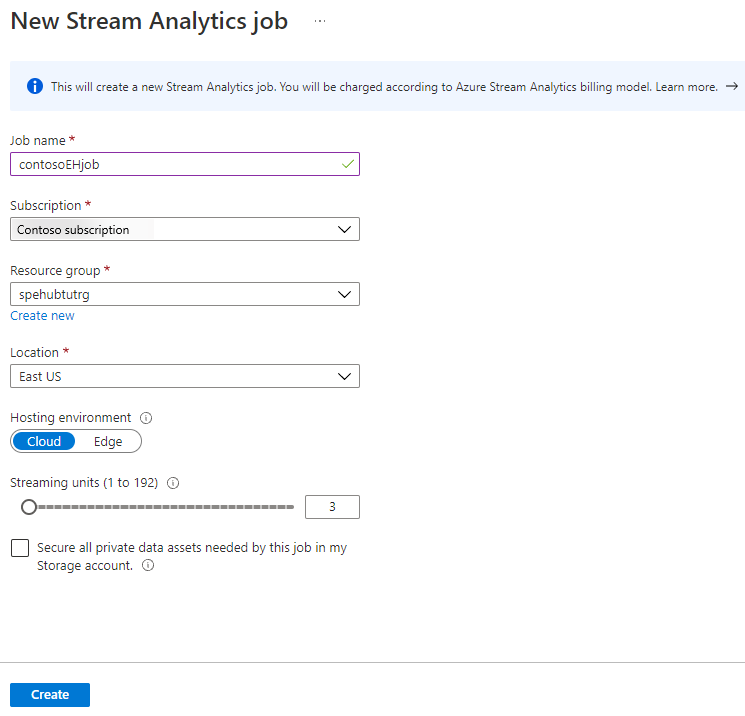 New Stream Analytics job ...
This will create a new Stream Analytics job. You will be charged according to Azure Stream Analytics billing model. Learn more. →
Job name *
contosoEHjob
Subscription *
Contoso subscription
Resource group *
spehubtutrg
Create new
Location *
East US
Hosting environment
Cloud Edge
Streaming units (1 to 192)
3
Secure all private data assets needed by this job in my
Storage account.
Create